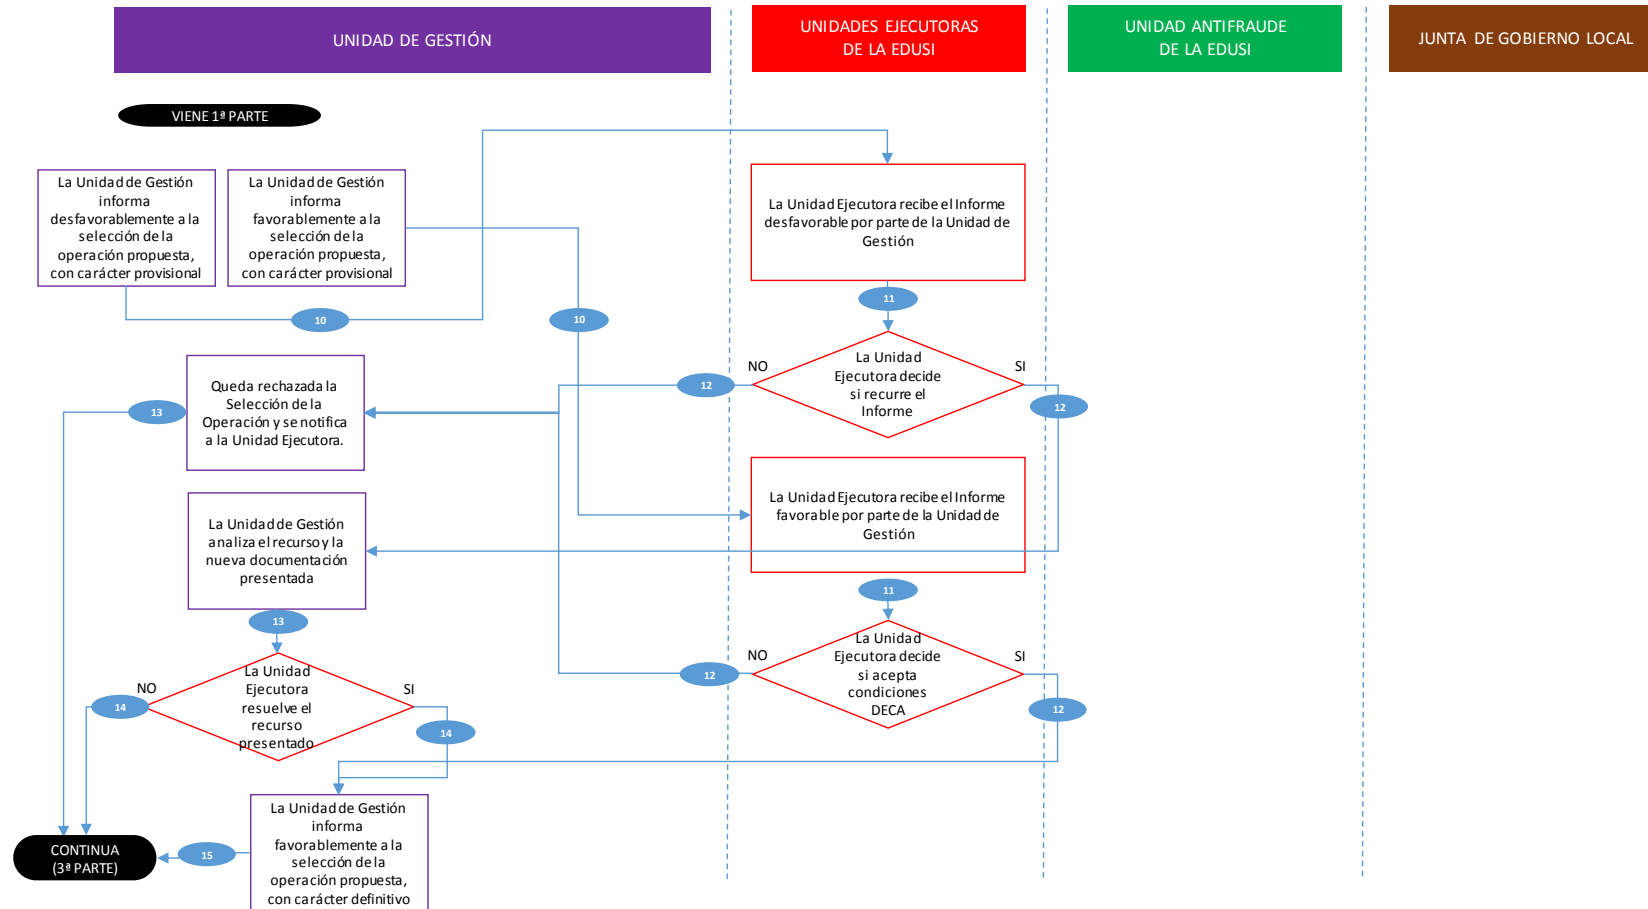 UNIDAD DE GESTIÓN
UNIDADES EJECUTORAS
DE LA EDUSI
UNIDAD ANTIFRAUDE
DE LA EDUSI
JUNTA DE GOBIERNO LOCAL
VIENE 1ª PARTE
La Unidad de Gestión
informa
desfavorablemente a la
selección de la
operación propuesta,
con carácter provisional
La Unidad de Gestión
informa
favorablemente a la
selección de la
operación propuesta,
con carácter provisional
La Unidad Ejecutora recibe el Informe
desfavorable por parte de la Unidad de
Gestión
10
10
11
La Unidad
Ejecutora decide
si recurre el
Informe
NO
SI
12
12
Queda rechazada la
Selección de la
Operación y se notifica
a la Unidad Ejecutora.
13
La Unidad Ejecutora recibe el Informe
favorable por parte de la Unidad de
Gestión
La Unidad de Gestión
analiza el recurso y la
nueva documentación
presentada
11
13
La Unidad
Ejecutora decide
si acepta
condiciones
DECA
NO
SI
12
12
La Unidad
Ejecutora
resuelve el
recurso
presentado
NO
SI
14
14
La Unidad de Gestión
informa
favorablemente a la
selección de la
operación propuesta,
con carácter definitivo
15
CONTINUA
(3ª PARTE)